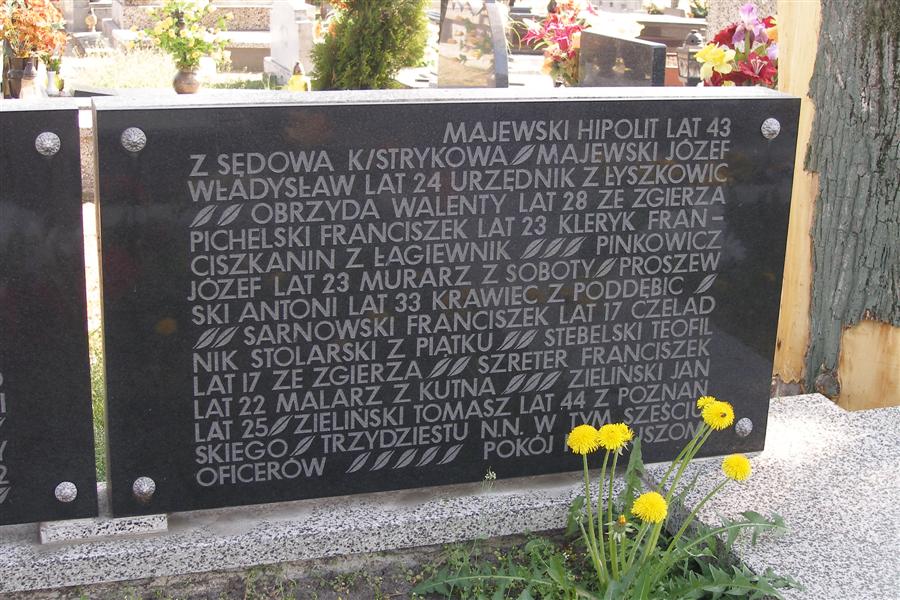 MAJEWSKI HIPOLIT LAT 43
Z SĘDOWA K/STRYKOWA MAJEWSKI JÓZEF
WŁADYSŁAW LAT 24 URZĘDNIK Z ŁYSZKOWIC
OBRZYDA WALENTY LAT 28 ZE ZGIERZA
PICHELSKI FRANCISZEK LAT 23 KLERYK FRAN-
CISZKANIN Z ŁAGIEWNIK PINKOWICZ
JÓZEF LAT 23 MURARZ Z SOBOTY PROSZEW
SKI ANTONI LAT 33 KRAWIEC Z PODDĘBIC
SARNOWSKI FRANCISZEK LAT 17 CZELAD
NIK STOLARSKI Z PIĄTKU STEBELSKI TEOFIL
LAT 17 ZE ZGIERZA SZRETER FRANCISZEK
LAT 22 MALARZ Z KUTNA ZIELIŃSKI JAN
LAT 25 ZIELIŃSKI TOMASZ LAT 44 Z POZNAŃ
SKIEGO TRZYDZIESTU N.N. W TYM SZEŚCIU
OFICERÓW POKÓJ